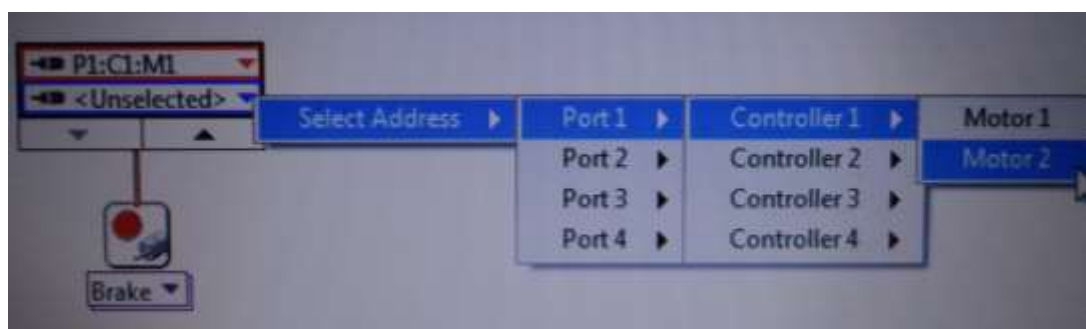 P1:C1:M1
<Unselected>
Select Address
Port 1
Port 2
Port 3
Port 4
Controller 1
Controller 2
Controller 3
Controller 4
Motor 1
Motor 2
Brake